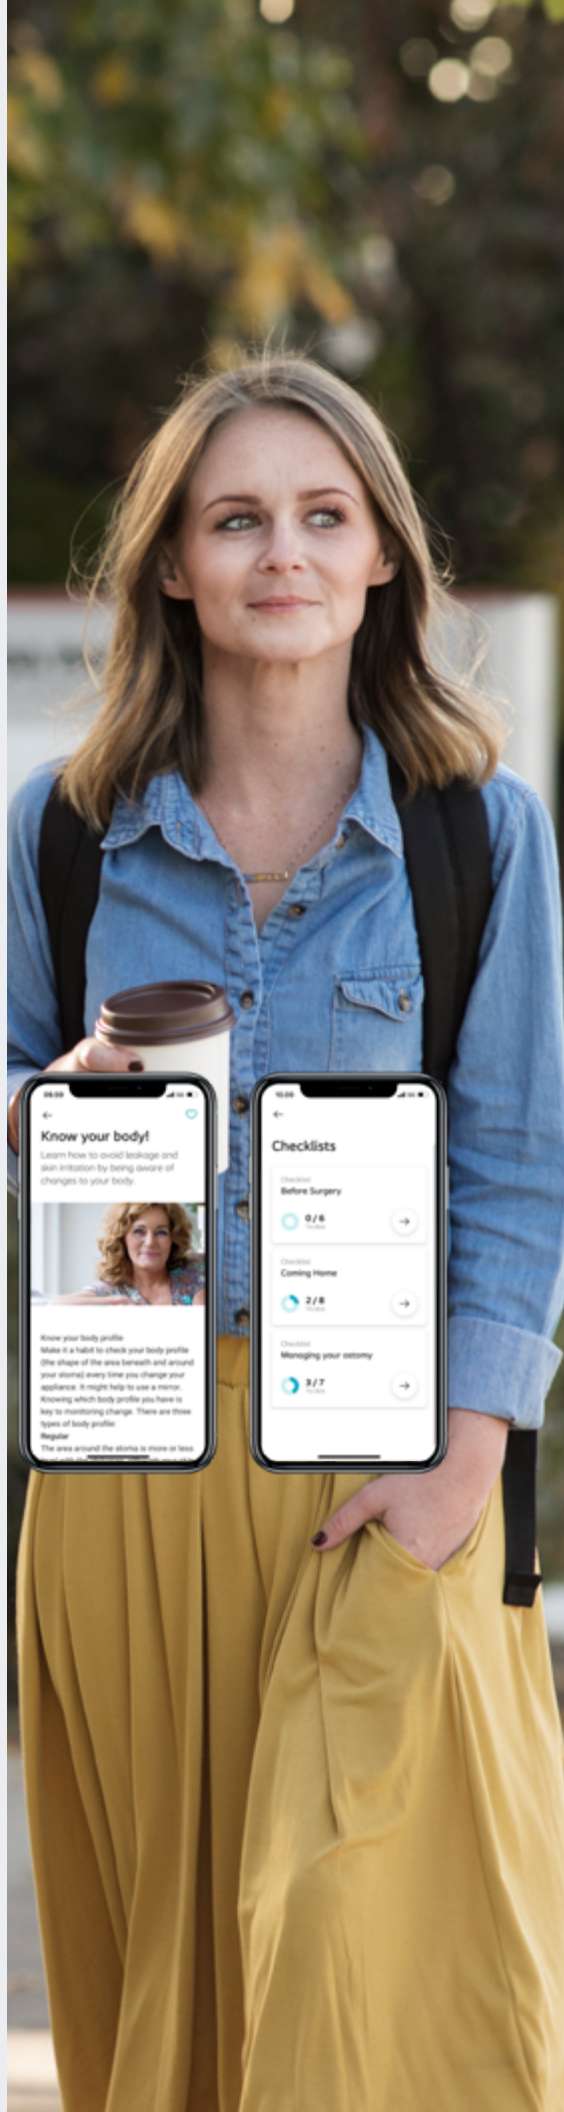 09.00
Know your body!
Learn how to avoid leakage and
skin irritation by being aware of
changes to your body.
Know your body profile
Make it a habit to check your body profile
(the shape of the area beneath and around
your stoma) every time you change your
appliance. It might help to use a mirror.
Knowing which body profile you have is
key to monitoring change. There are three
types of body profile:
Regular
The area around the stoma is more or less
10.00
Checklists
Checklist
Before Surgery
0/6
Checklist
Coming Home
2/8
Checklist
Managing your ostomy
3/7